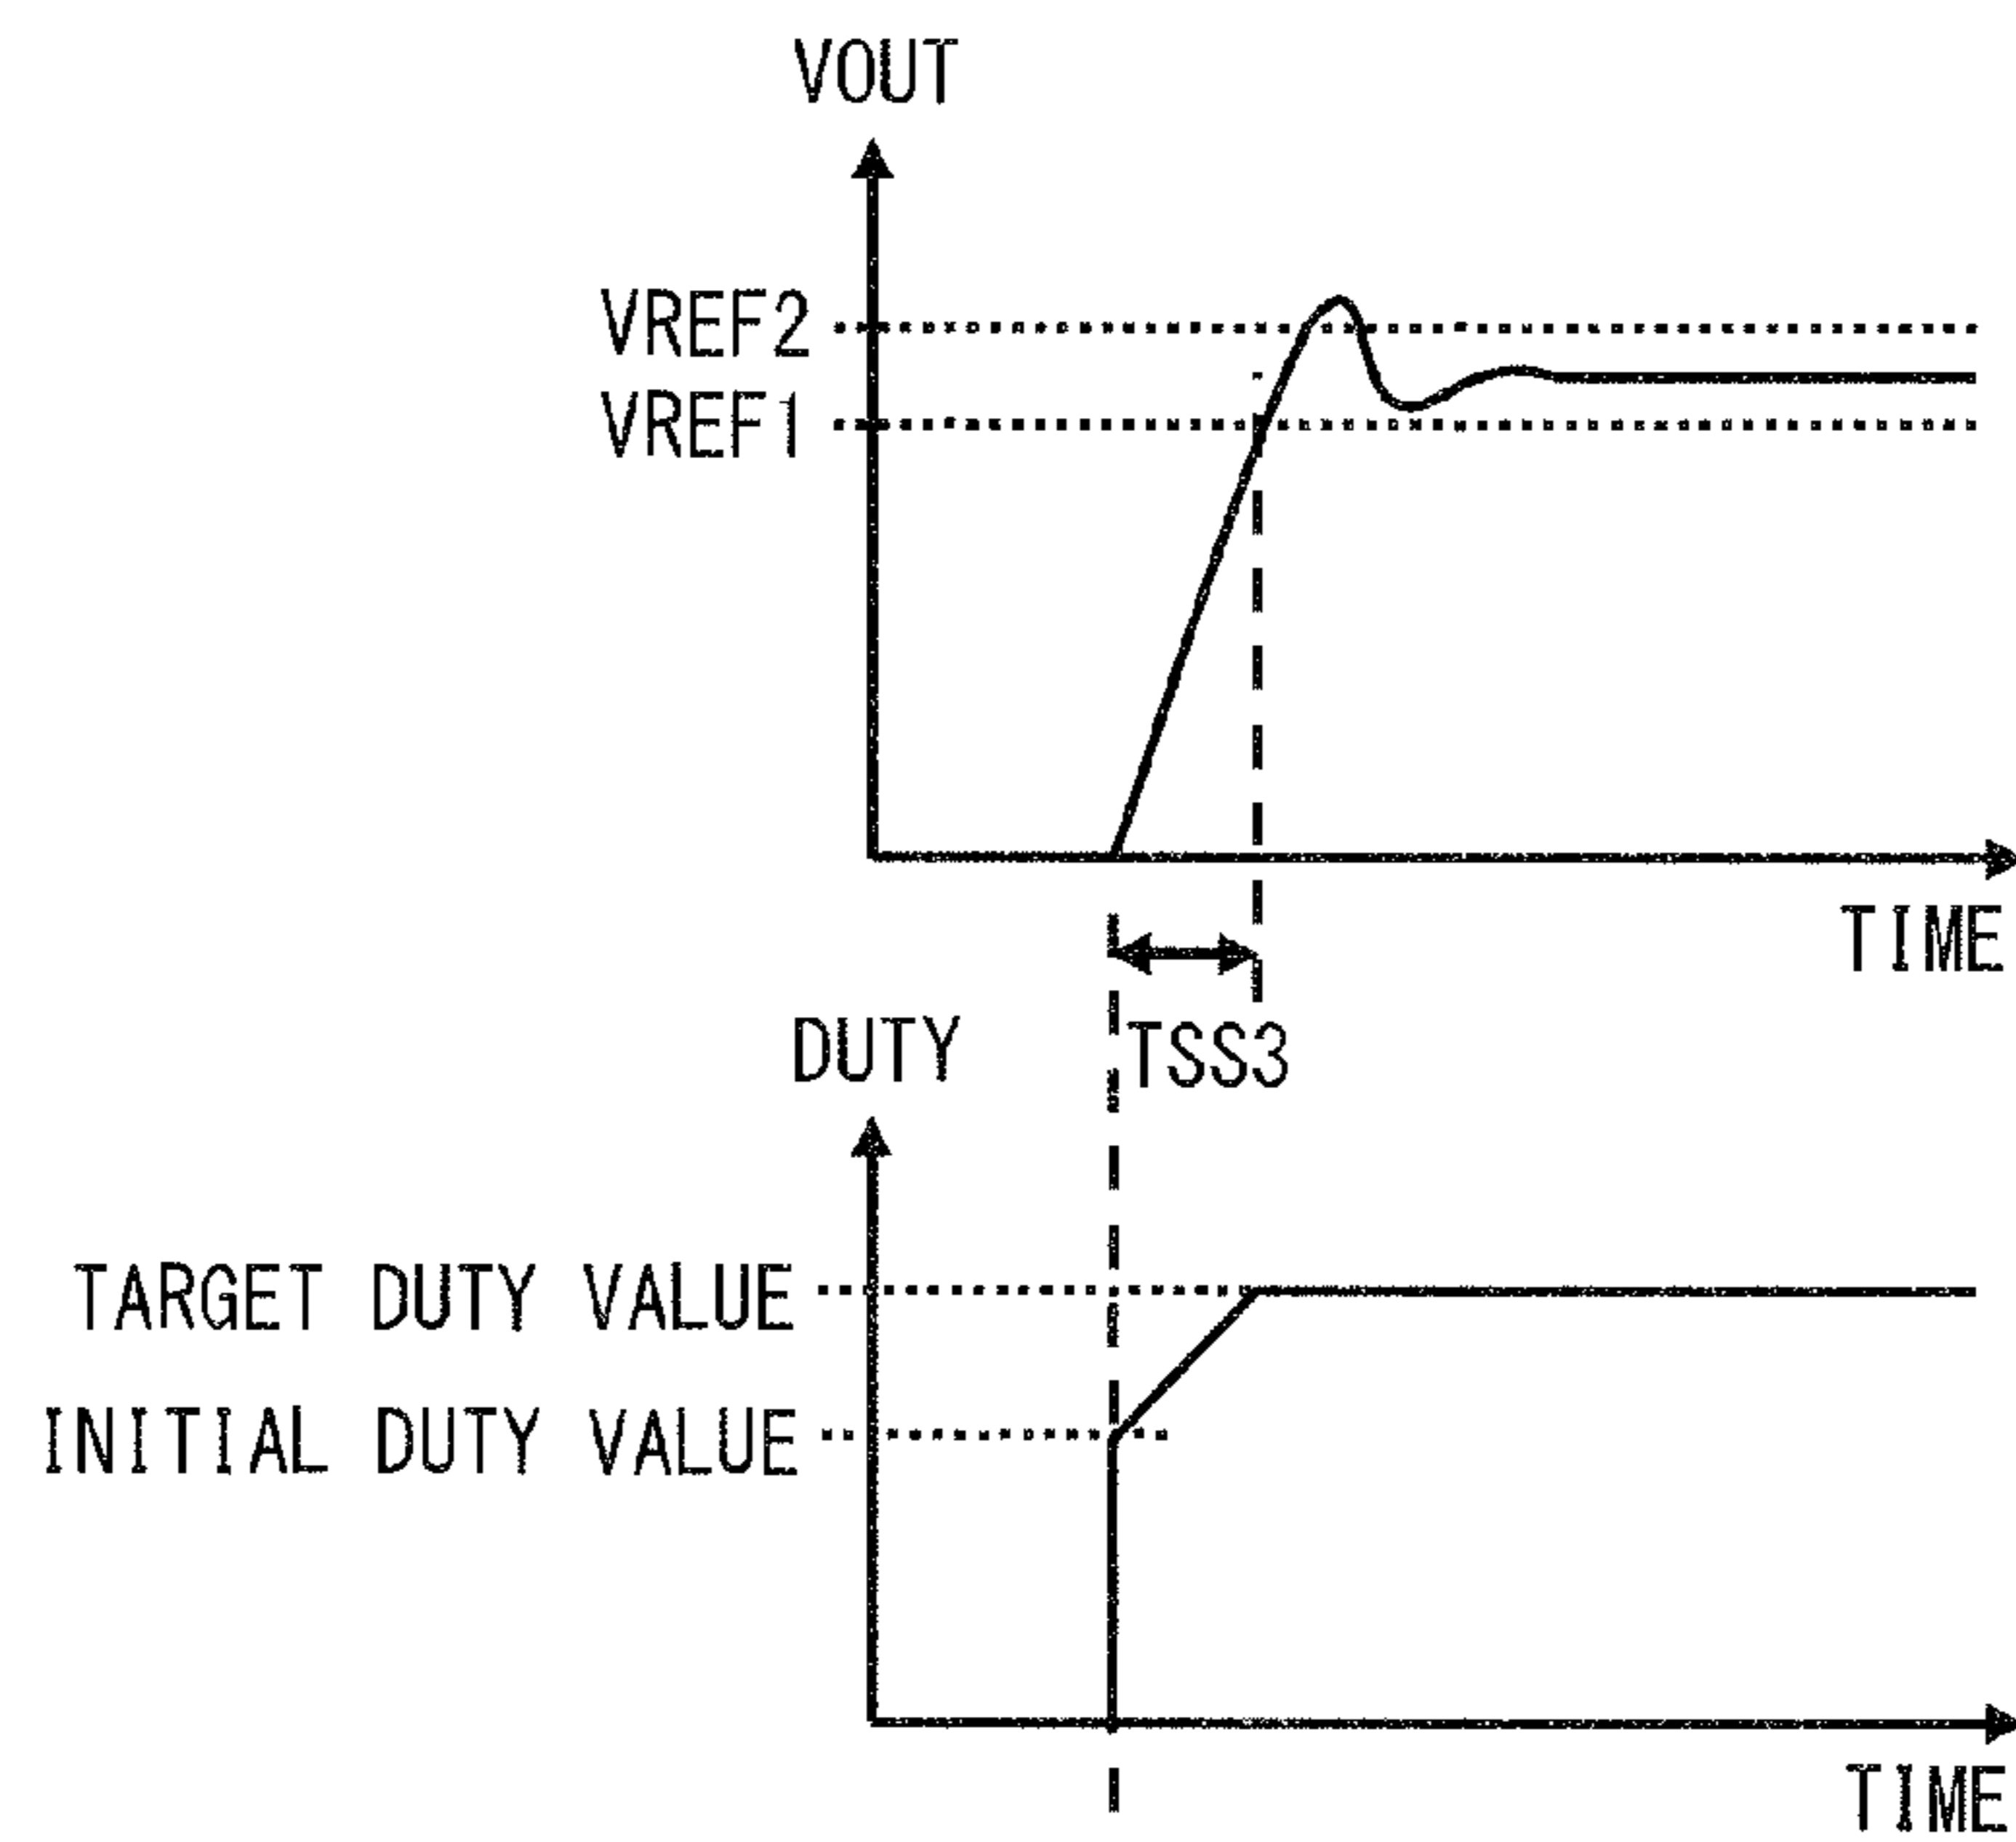 VOUT
VREF2
VREF1
TIME
TSS3
DUTY
TARGET DUTY VALUE
INITIAL DUTY VALUE
TIME